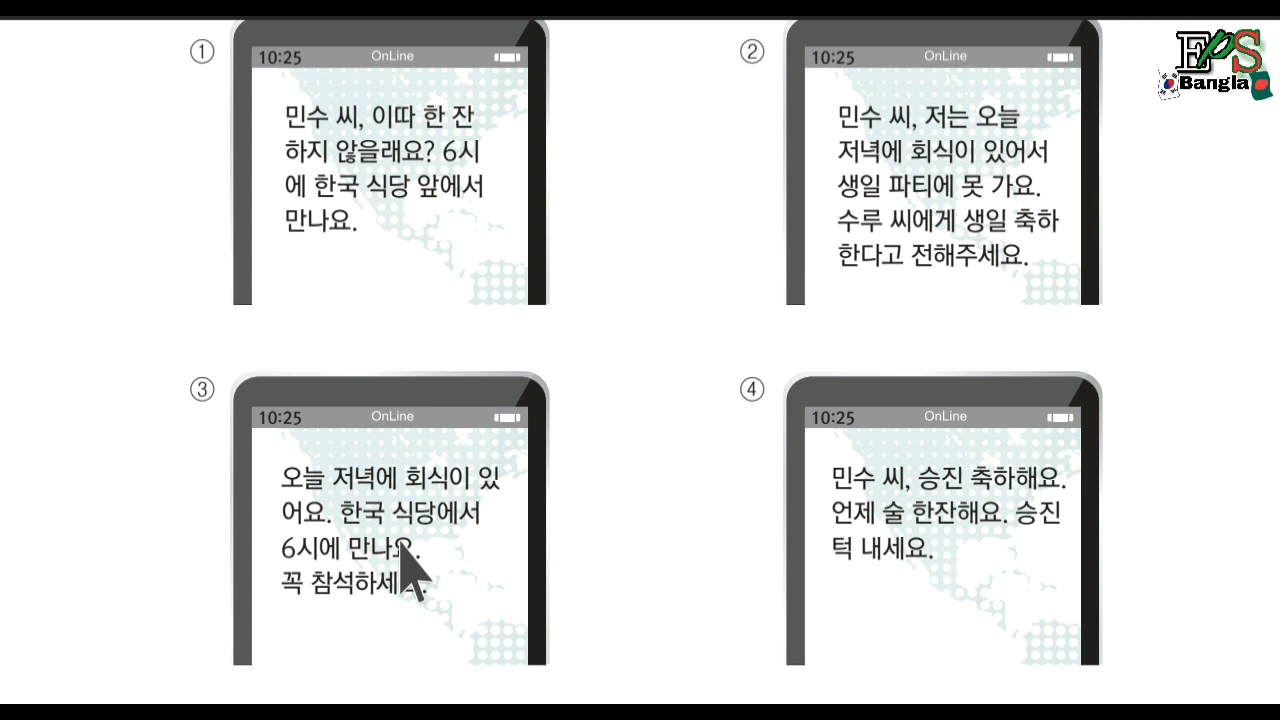 ①
10:25 OnLine
민수 씨, 이따 한 잔
하지 않을래요? 6시
에 한국 식당 앞에서
만나요.
②
10:25 OnLine
민수 씨, 저는 오늘
저녁에 회식이 있어서
생일 파티에 못 가요.
수루 씨에게 생일 축하
한다고 전해주세요.
EPS
Bangla
③
10:25 OnLine
오늘 저녁에 회식이 있
어요. 한국 식당에서
6시에 만나요.
꼭
④
10:25 OnLine
민수 씨, 승진 축하해요.
언제 술 한잔해요. 승진
턱 내세요.